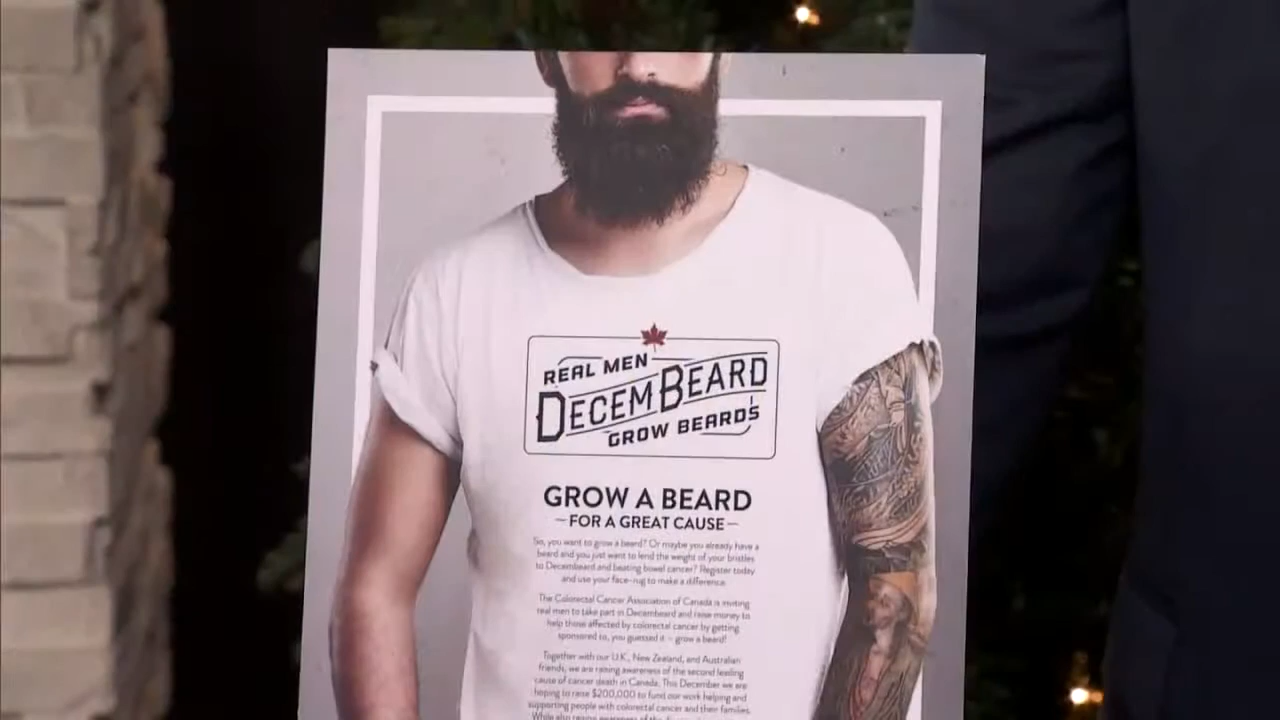 REAL MEN
DECEMBEARD
GROW BEARDS
GROW A BEARD
— FOR A GREAT CAUSE —
So, you want to grow a beard? Or maybe you already have a
beard and you just want to lend the weight of your bristles
to Decembeard and beating bowel cancer? Register today
and use your face-rug to make a difference.
The Colorectal Cancer Association of Canada is inviting
real men to take part in Decembeard and raise money to
help those affected by colorectal cancer by getting
sponsored to, you guessed it – grow a beard!
Together with our U.K., New Zealand, and Australian
friends, we are raising awareness of the second leading
cause of cancer death in Canada. This December we are
hoping to raise $200,000 to fund our work helping and
supporting people with colorectal cancer and their families.
While also raising awareness of the